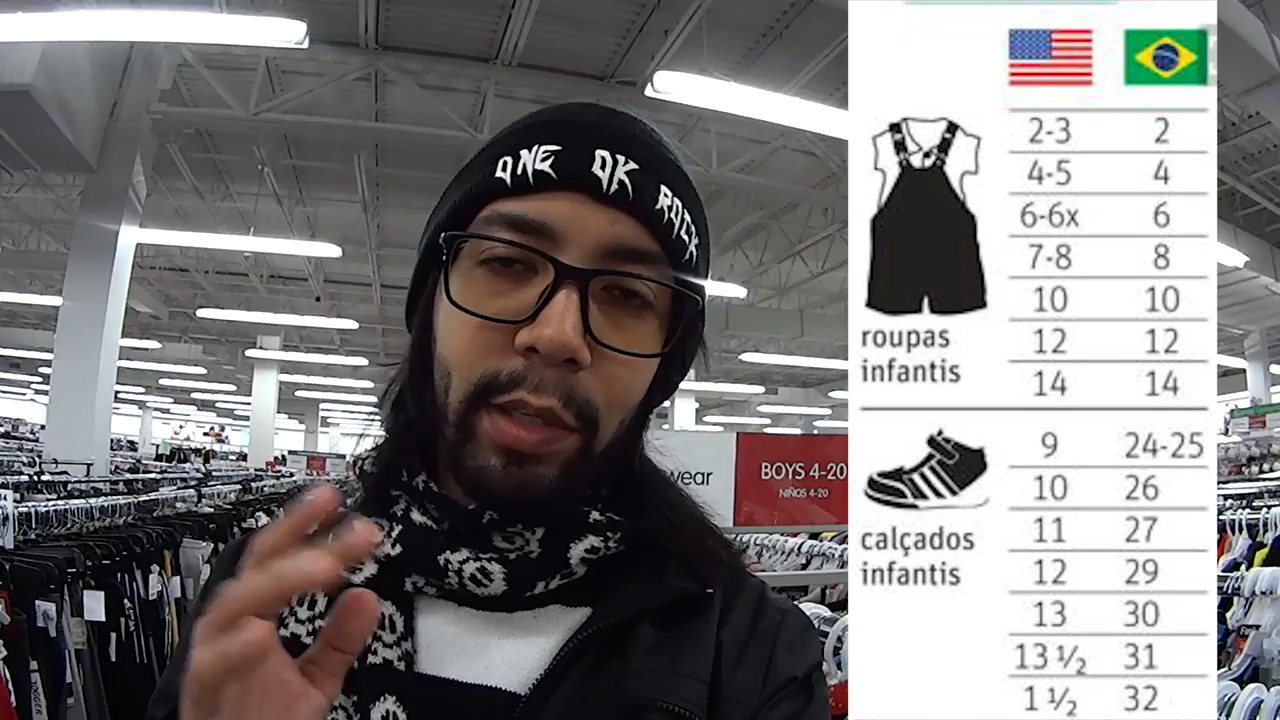 ONE OK ROCK
wear
BOYS 4-20
NIÑOS 4-20
2-3 2
4-5 4
6-6x 6
7-8 8
10 10
12 12
14 14
roupas
infantis
9 24-25
10 26
11 27
12 29
13 30
13 ½ 31
1 ½ 32
calçados
infantis